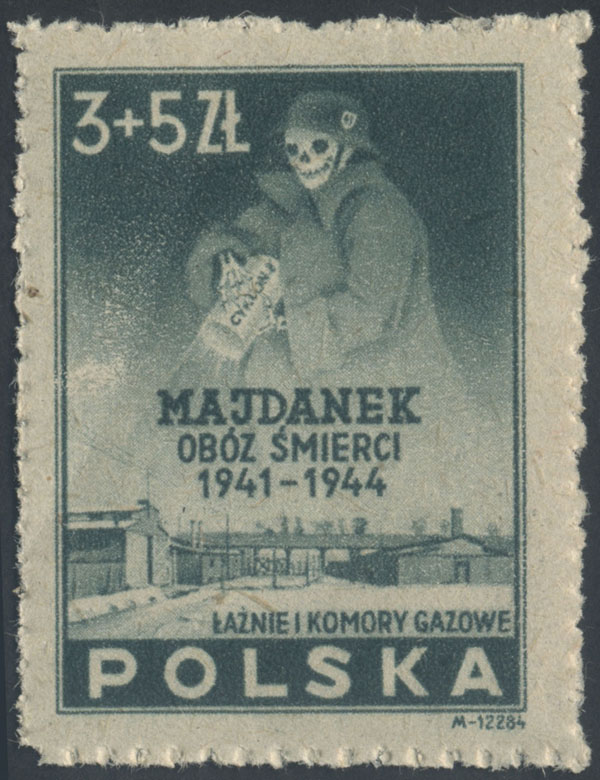 3+5 ZŁ
CYKLON
MAJDANEK
OBÓZ ŚMIERCI
1941-1944
ŁAŹNIE I KOMORY GAZOWE
POLSKA
M-12284